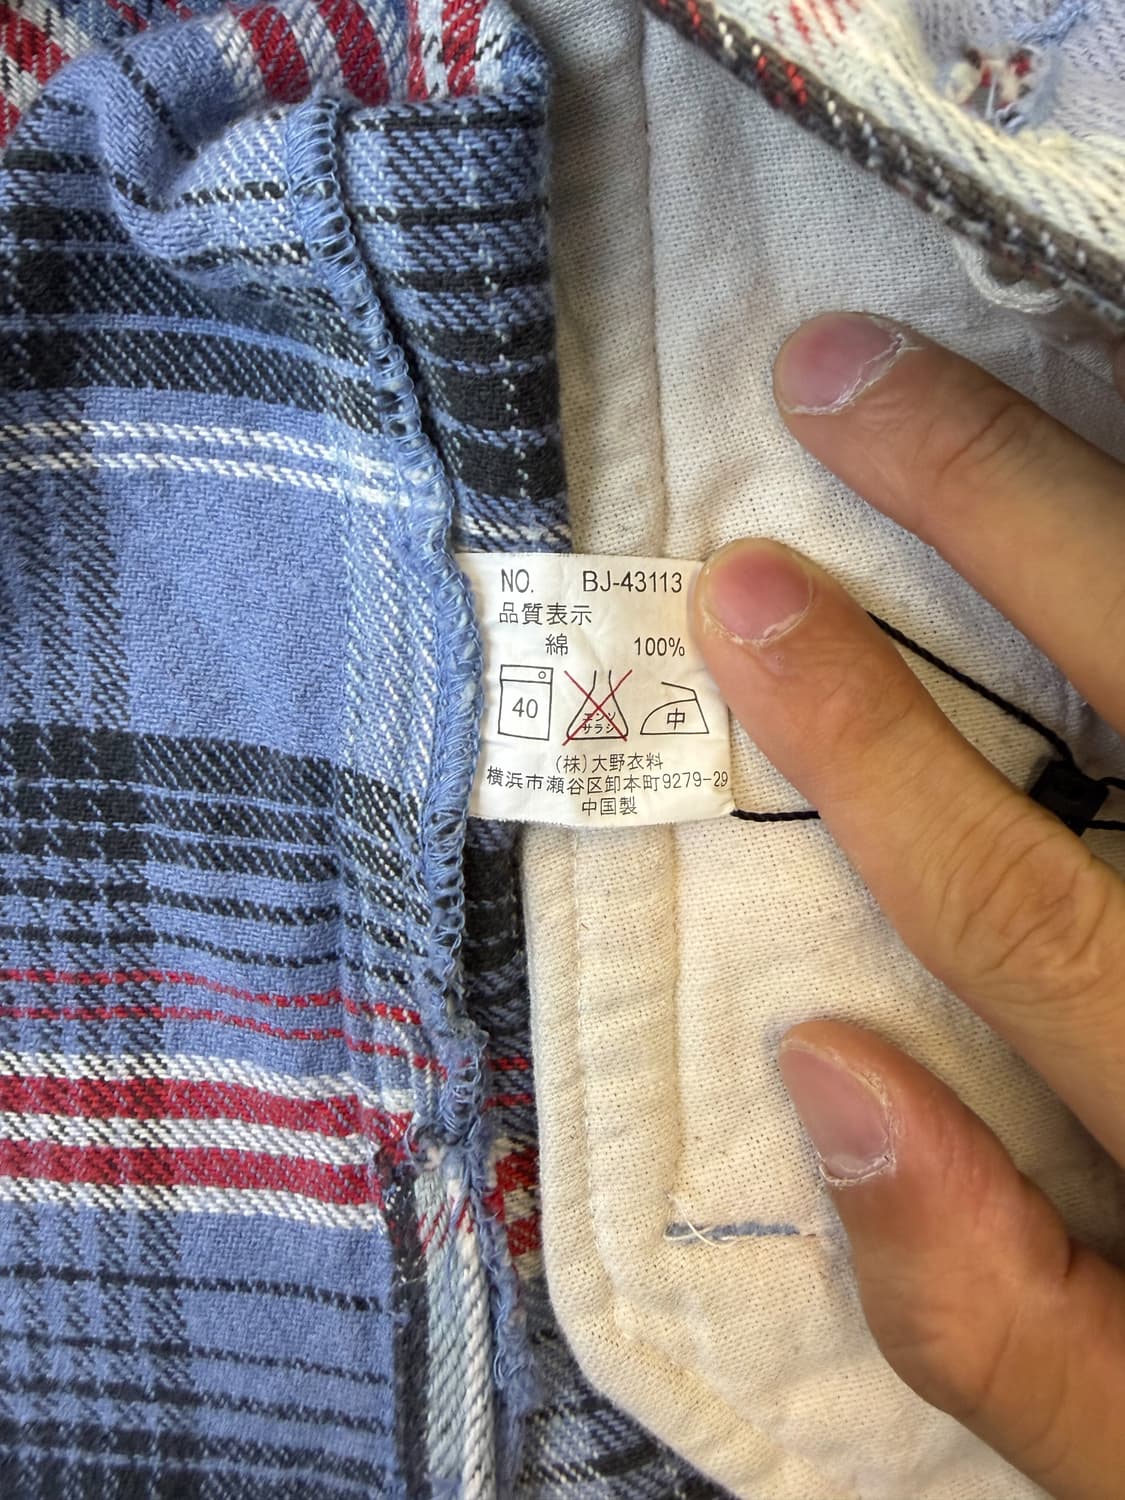 NO. BJ-43113
品質表示
綿 100%
40
エンソ
サラシ
中
(株)大野衣料
横浜市瀬谷区卸本町9279-29
中国製